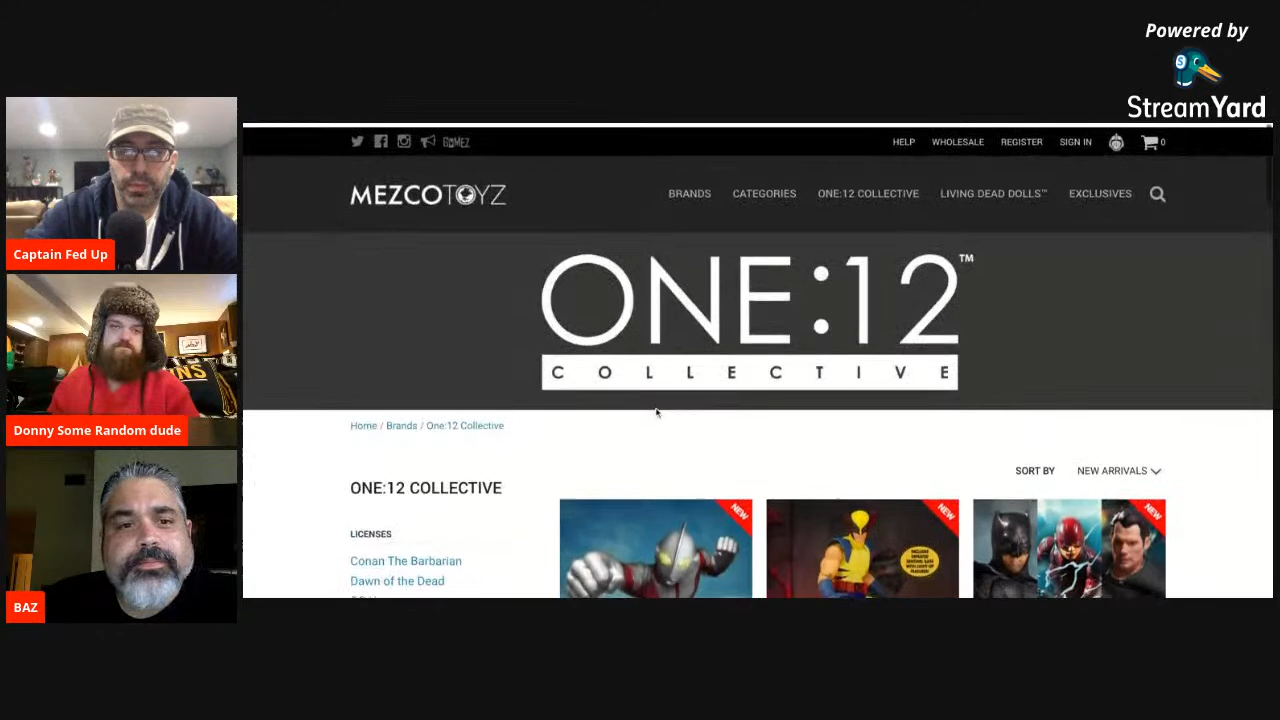 Powered by
StreamYard
Captain Fed Up
Donny Some Random dude
BAZ
GOMEZ
HELP
WHOLESALE
REGISTER
SIGN IN
0
MEZCOTOYZ
BRANDS
CATEGORIES
ONE:12 COLLECTIVE
LIVING DEAD DOLLS™
EXCLUSIVES
ONE:12™
COLLECTIVE
Home / Brands / One:12 Collective
SORT BY
NEW ARRIVALS
ONE:12 COLLECTIVE
LICENSES
Conan The Barbarian
Dawn of the Dead
NEW
NEW
NEW